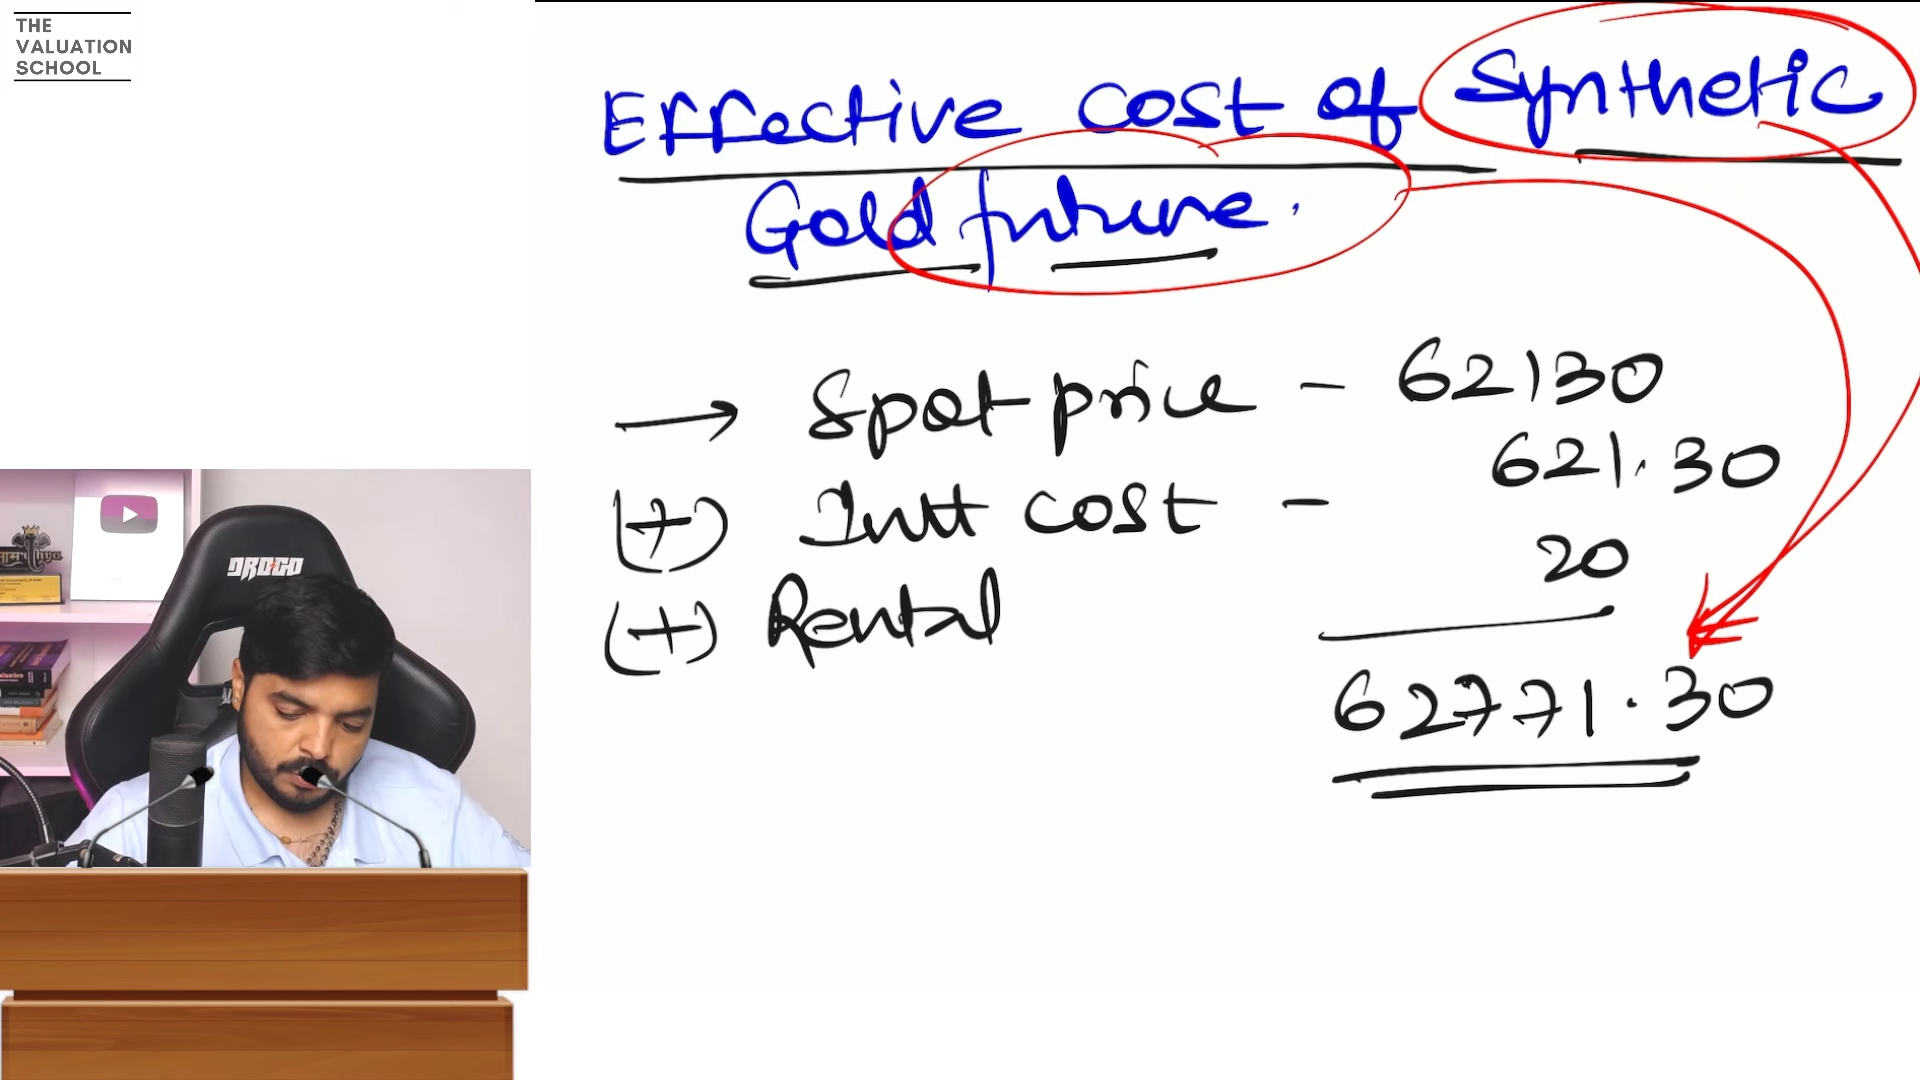 THE
VALUATION
SCHOOL
Effective cost of Synthetic
Gold future.
→ Spot price - 62130
(+) Intt cost - 621.30
(+) Rental 20
62771.30
DROGO